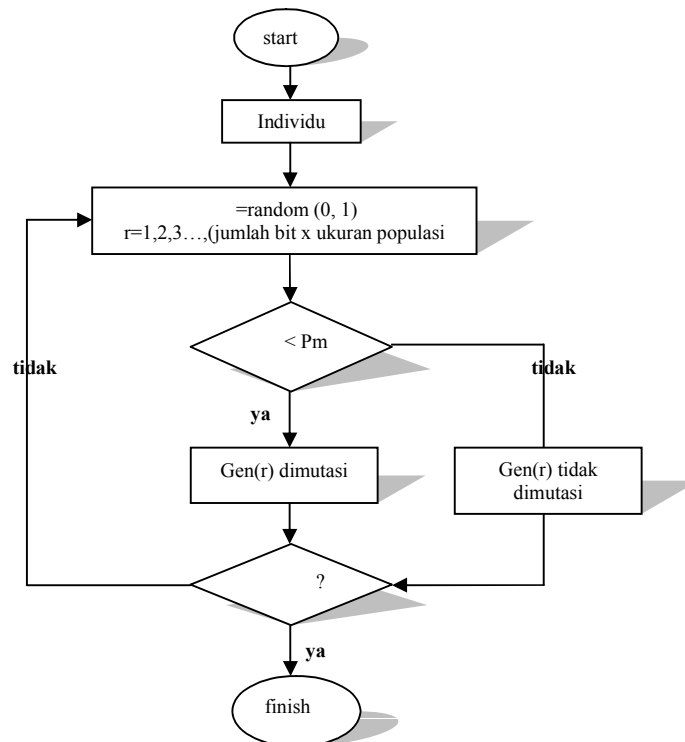 start
Individu
=random (0, 1)
r=1,2,3…,(jumlah bit x ukuran populasi
< Pm
tidak
tidak
ya
Gen(r) dimutasi
Gen(r) tidak
dimutasi
?
ya
finish